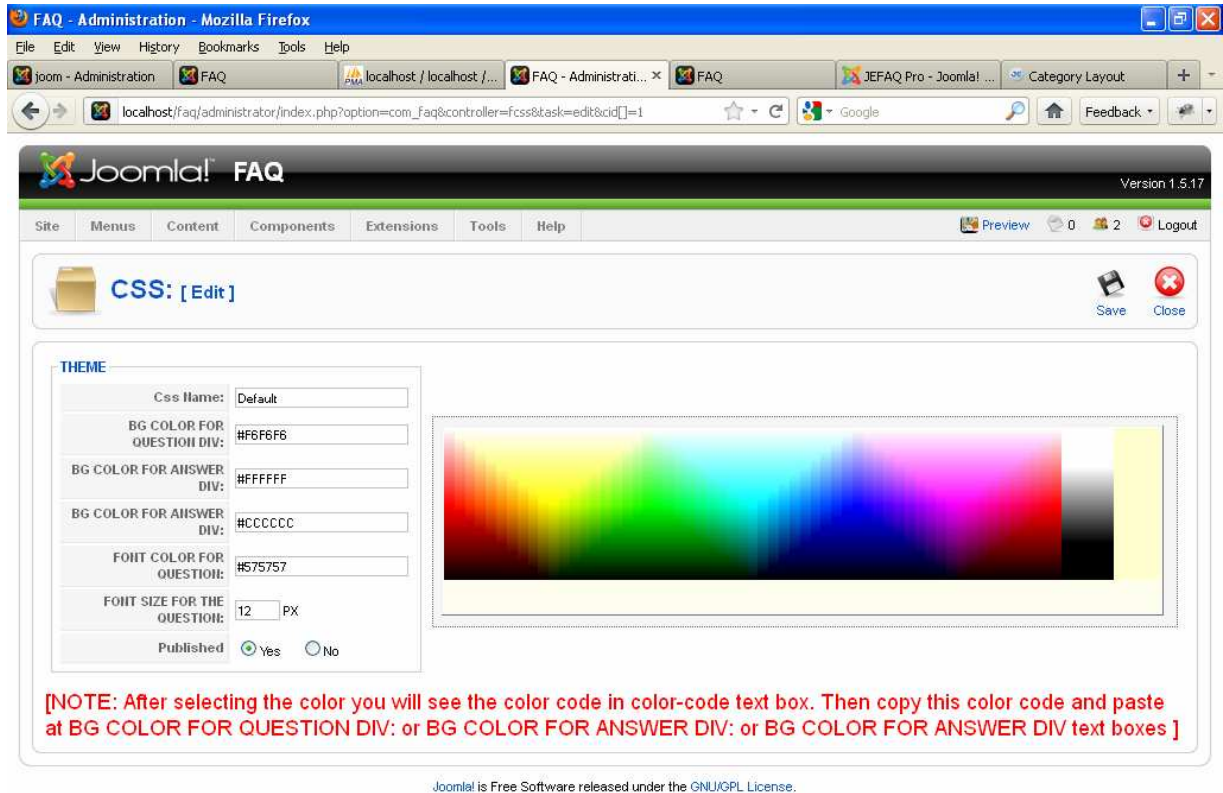 FAQ - Administration - Mozilla Firefox
File Edit View History Bookmarks Tools Help
joom - Administration FAQ localhost / localhost /... FAQ - Administrati... × FAQ JEFAQ Pro - Joomla! ... Category Layout
localhost/faq/administrator/index.php?option=com_faq&controller=fcss&task=edit&cid[]=1 Google Feedback
Joomla! FAQ
Version 1.5.17
Site Menus Content Components Extensions Tools Help Preview 0 2 Logout
CSS: [ Edit ]
Save Close
THEME
Css Name: Default
BG COLOR FOR
QUESTION DIV: #F6F6F6
BG COLOR FOR ANSWER
DIV: #FFFFFF
BG COLOR FOR ANSWER
DIV: #CCCCCC
FONT COLOR FOR
QUESTION: #575757
FONT SIZE FOR THE
QUESTION: 12 PX
Published Yes No
[NOTE: After selecting the color you will see the color code in color-code text box. Then copy this color code and paste
at BG COLOR FOR QUESTION DIV: or BG COLOR FOR ANSWER DIV: or BG COLOR FOR ANSWER DIV text boxes ]
Joomla! is Free Software released under the GNU/GPL License.